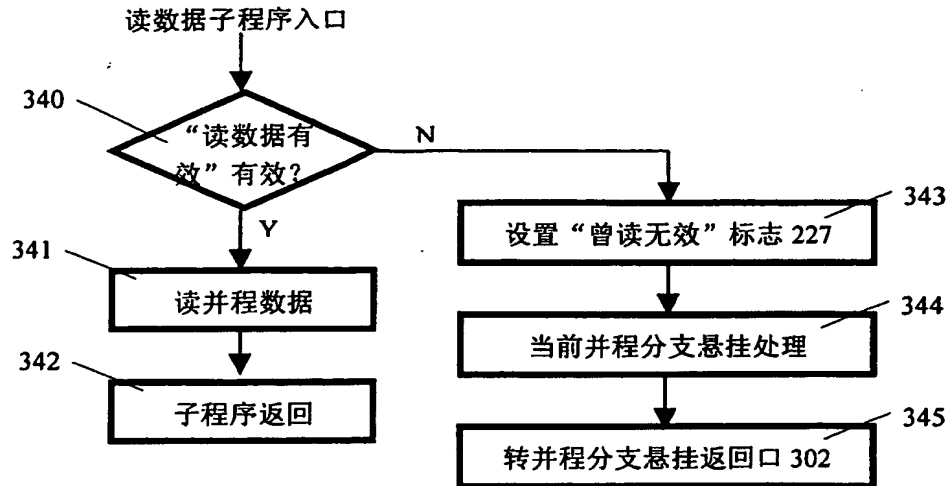 读数据子程序入口
340
“读数据有
效”有效？
N
Y
341
读并程数据
342
子程序返回
343
设置“曾读无效”标志 227
344
当前并程分支悬挂处理
345
转并程分支悬挂返回口 302